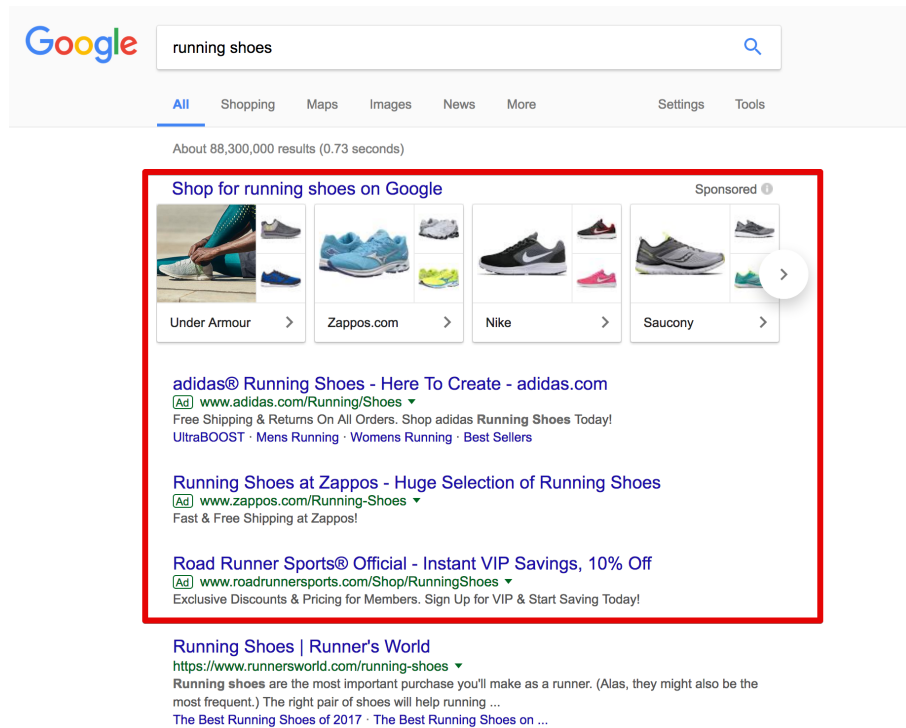 Google
running shoes
All Shopping Maps Images News More Settings Tools
About 88,300,000 results (0.73 seconds)
Shop for running shoes on Google
Sponsored
Under Armour
Zappos.com
Nike
Saucony
adidas® Running Shoes - Here To Create - adidas.com
Ad www.adidas.com/Running/Shoes
Free Shipping & Returns On All Orders. Shop adidas Running Shoes Today!
UltraBOOST · Mens Running · Womens Running · Best Sellers
Running Shoes at Zappos - Huge Selection of Running Shoes
Ad www.zappos.com/Running-Shoes
Fast & Free Shipping at Zappos!
Road Runner Sports® Official - Instant VIP Savings, 10% Off
Ad www.roadrunnersports.com/Shop/RunningShoes
Exclusive Discounts & Pricing for Members. Sign Up for VIP & Start Saving Today!
Running Shoes | Runner's World
https://www.runnersworld.com/running-shoes
Running shoes are the most important purchase you'll make as a runner. (Alas, they might also be the
most frequent.) The right pair of shoes will help running ...
The Best Running Shoes of 2017 · The Best Running Shoes on ...